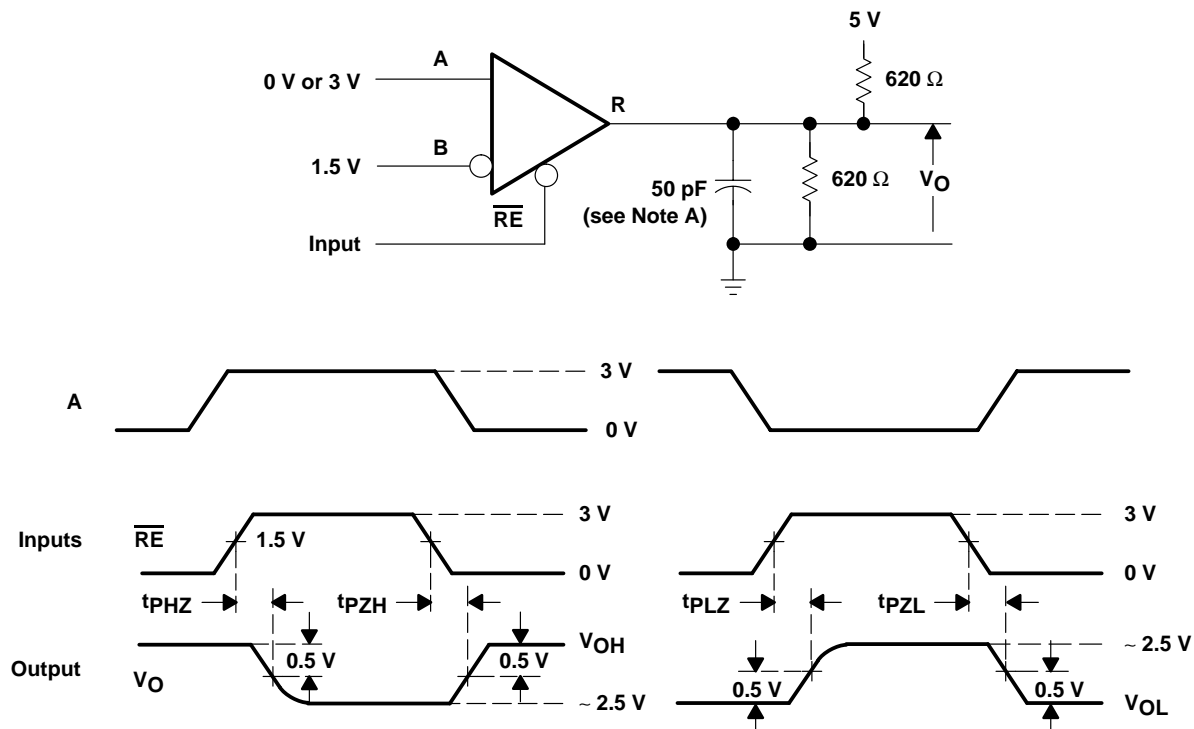 5 V
A
0 V or 3 V
620 Ω
R
B
1.5 V
50 pF
(see Note A)
620 Ω
VO
RE
Input
3 V
A
0 V
3 V
3 V
Inputs
RE
1.5 V
0 V
0 V
tPHZ
tPZH
tPLZ
tPZL
VOH
~ 2.5 V
0.5 V
0.5 V
Output
VO
0.5 V
0.5 V
~ 2.5 V
VOL